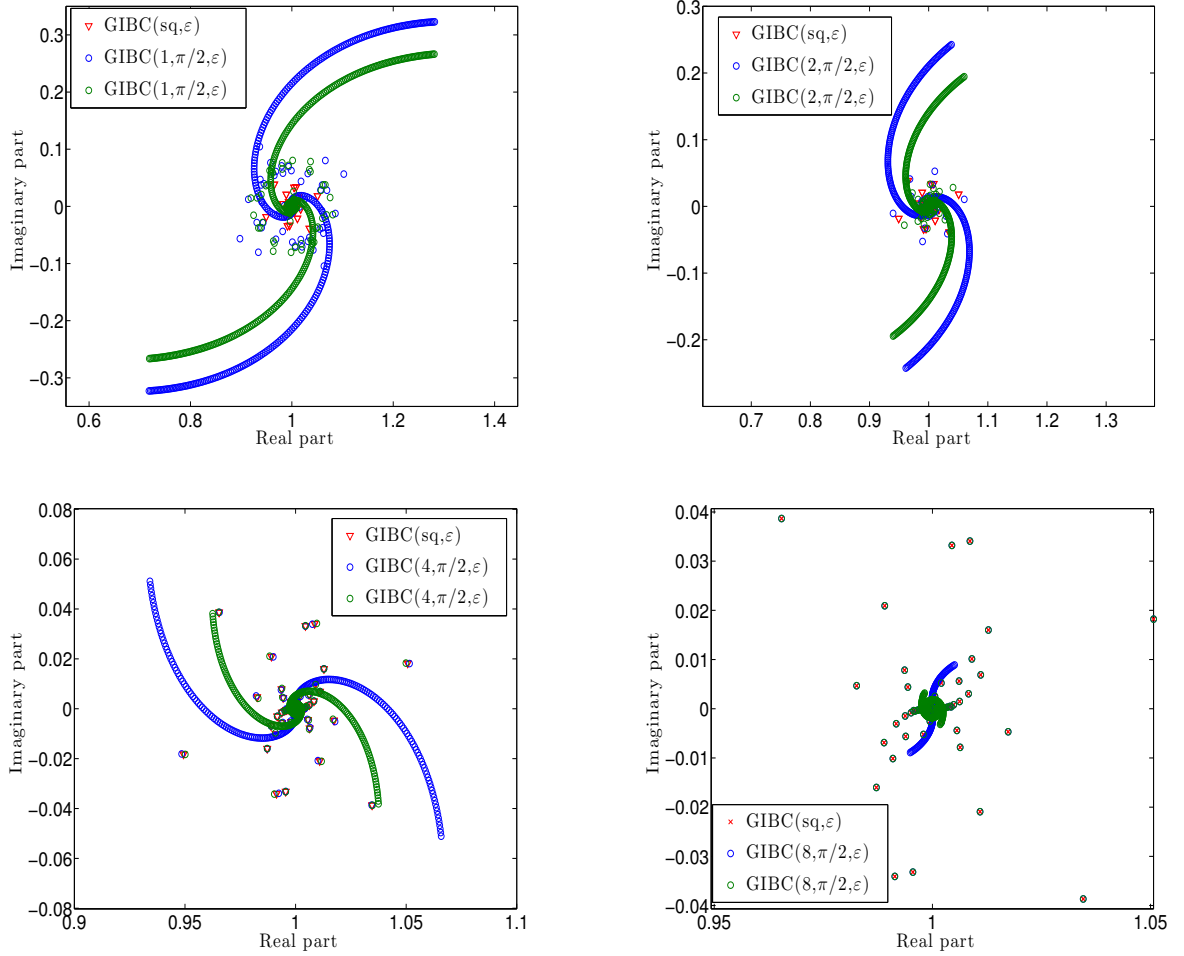 GIBC(sq,ε)
GIBC(1,π/2,ε)
GIBC(1,π/2,ε)
0.3
0.2
0.1
0
−0.1
−0.2
−0.3
Imaginary part
0.6 0.8 1 1.2 1.4
Real part
GIBC(sq,ε)
GIBC(2,π/2,ε)
GIBC(2,π/2,ε)
0.3
0.2
0.1
0
−0.1
−0.2
Imaginary part
0.7 0.8 0.9 1 1.1 1.2 1.3
Real part
GIBC(sq,ε)
GIBC(4,π/2,ε)
GIBC(4,π/2,ε)
0.08
0.06
0.04
0.02
0
−0.02
−0.04
−0.06
−0.08
Imaginary part
0.9 0.95 1 1.05 1.1
Real part
0.04
0.03
0.02
0.01
0
−0.01
−0.02
−0.03
−0.04
Imaginary part
GIBC(sq,ε)
GIBC(8,π/2,ε)
GIBC(8,π/2,ε)
0.95 1 1.05
Real part